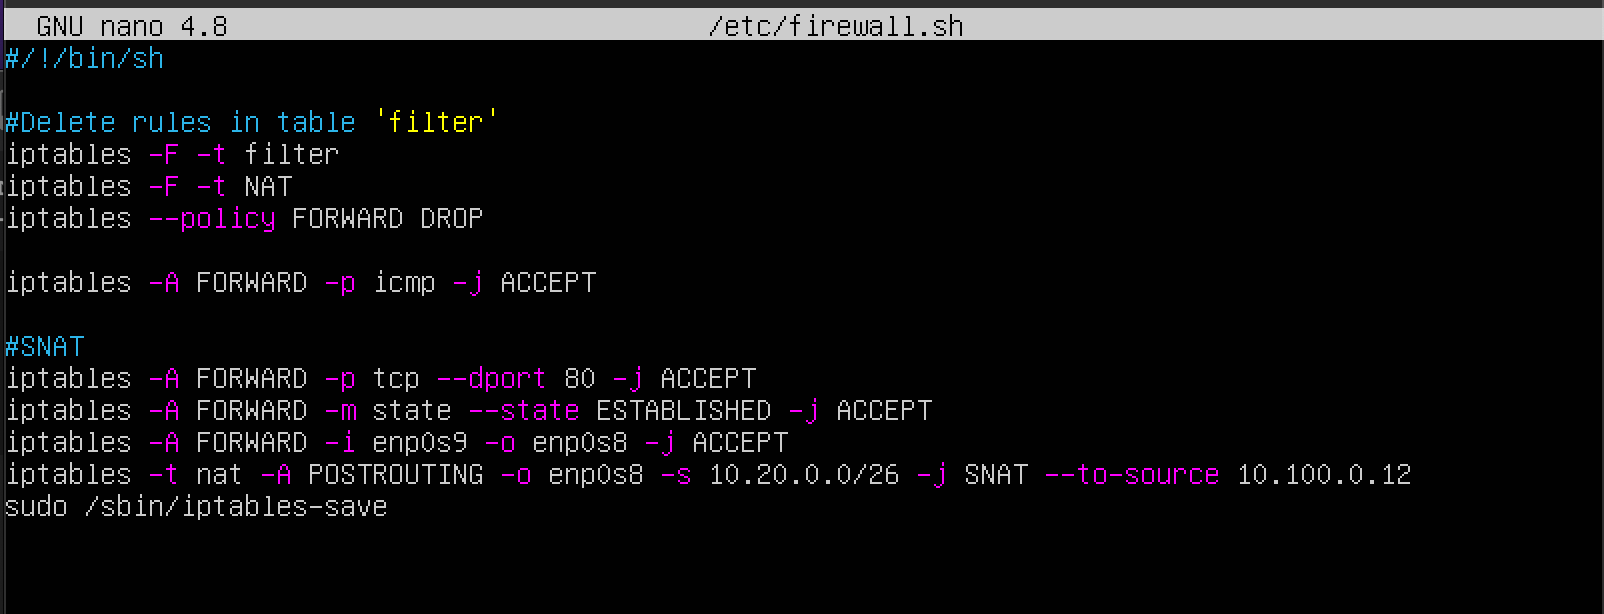 GNU nano 4.8 /etc/firewall.sh
#/!/bin/sh
#Delete rules in table 'filter'
iptables -F -t filter
iptables -F -t NAT
iptables --policy FORWARD DROP
iptables -A FORWARD -p icmp -j ACCEPT
#SNAT
iptables -A FORWARD -p tcp --dport 80 -j ACCEPT
iptables -A FORWARD -m state --state ESTABLISHED -j ACCEPT
iptables -A FORWARD -i enp0s9 -o enp0s8 -j ACCEPT
iptables -t nat -A POSTROUTING -o enp0s8 -s 10.20.0.0/26 -j SNAT --to-source 10.100.0.12
sudo /sbin/iptables-save